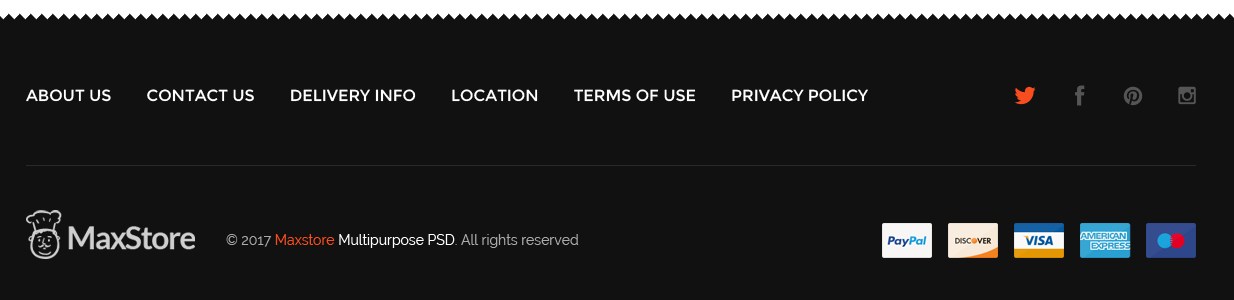 ABOUT US CONTACT US DELIVERY INFO LOCATION TERMS OF USE PRIVACY POLICY
MaxStore © 2017 Maxstore Multipurpose PSD. All rights reserved PayPal DISCOVER VISA AMERICAN EXPRESS